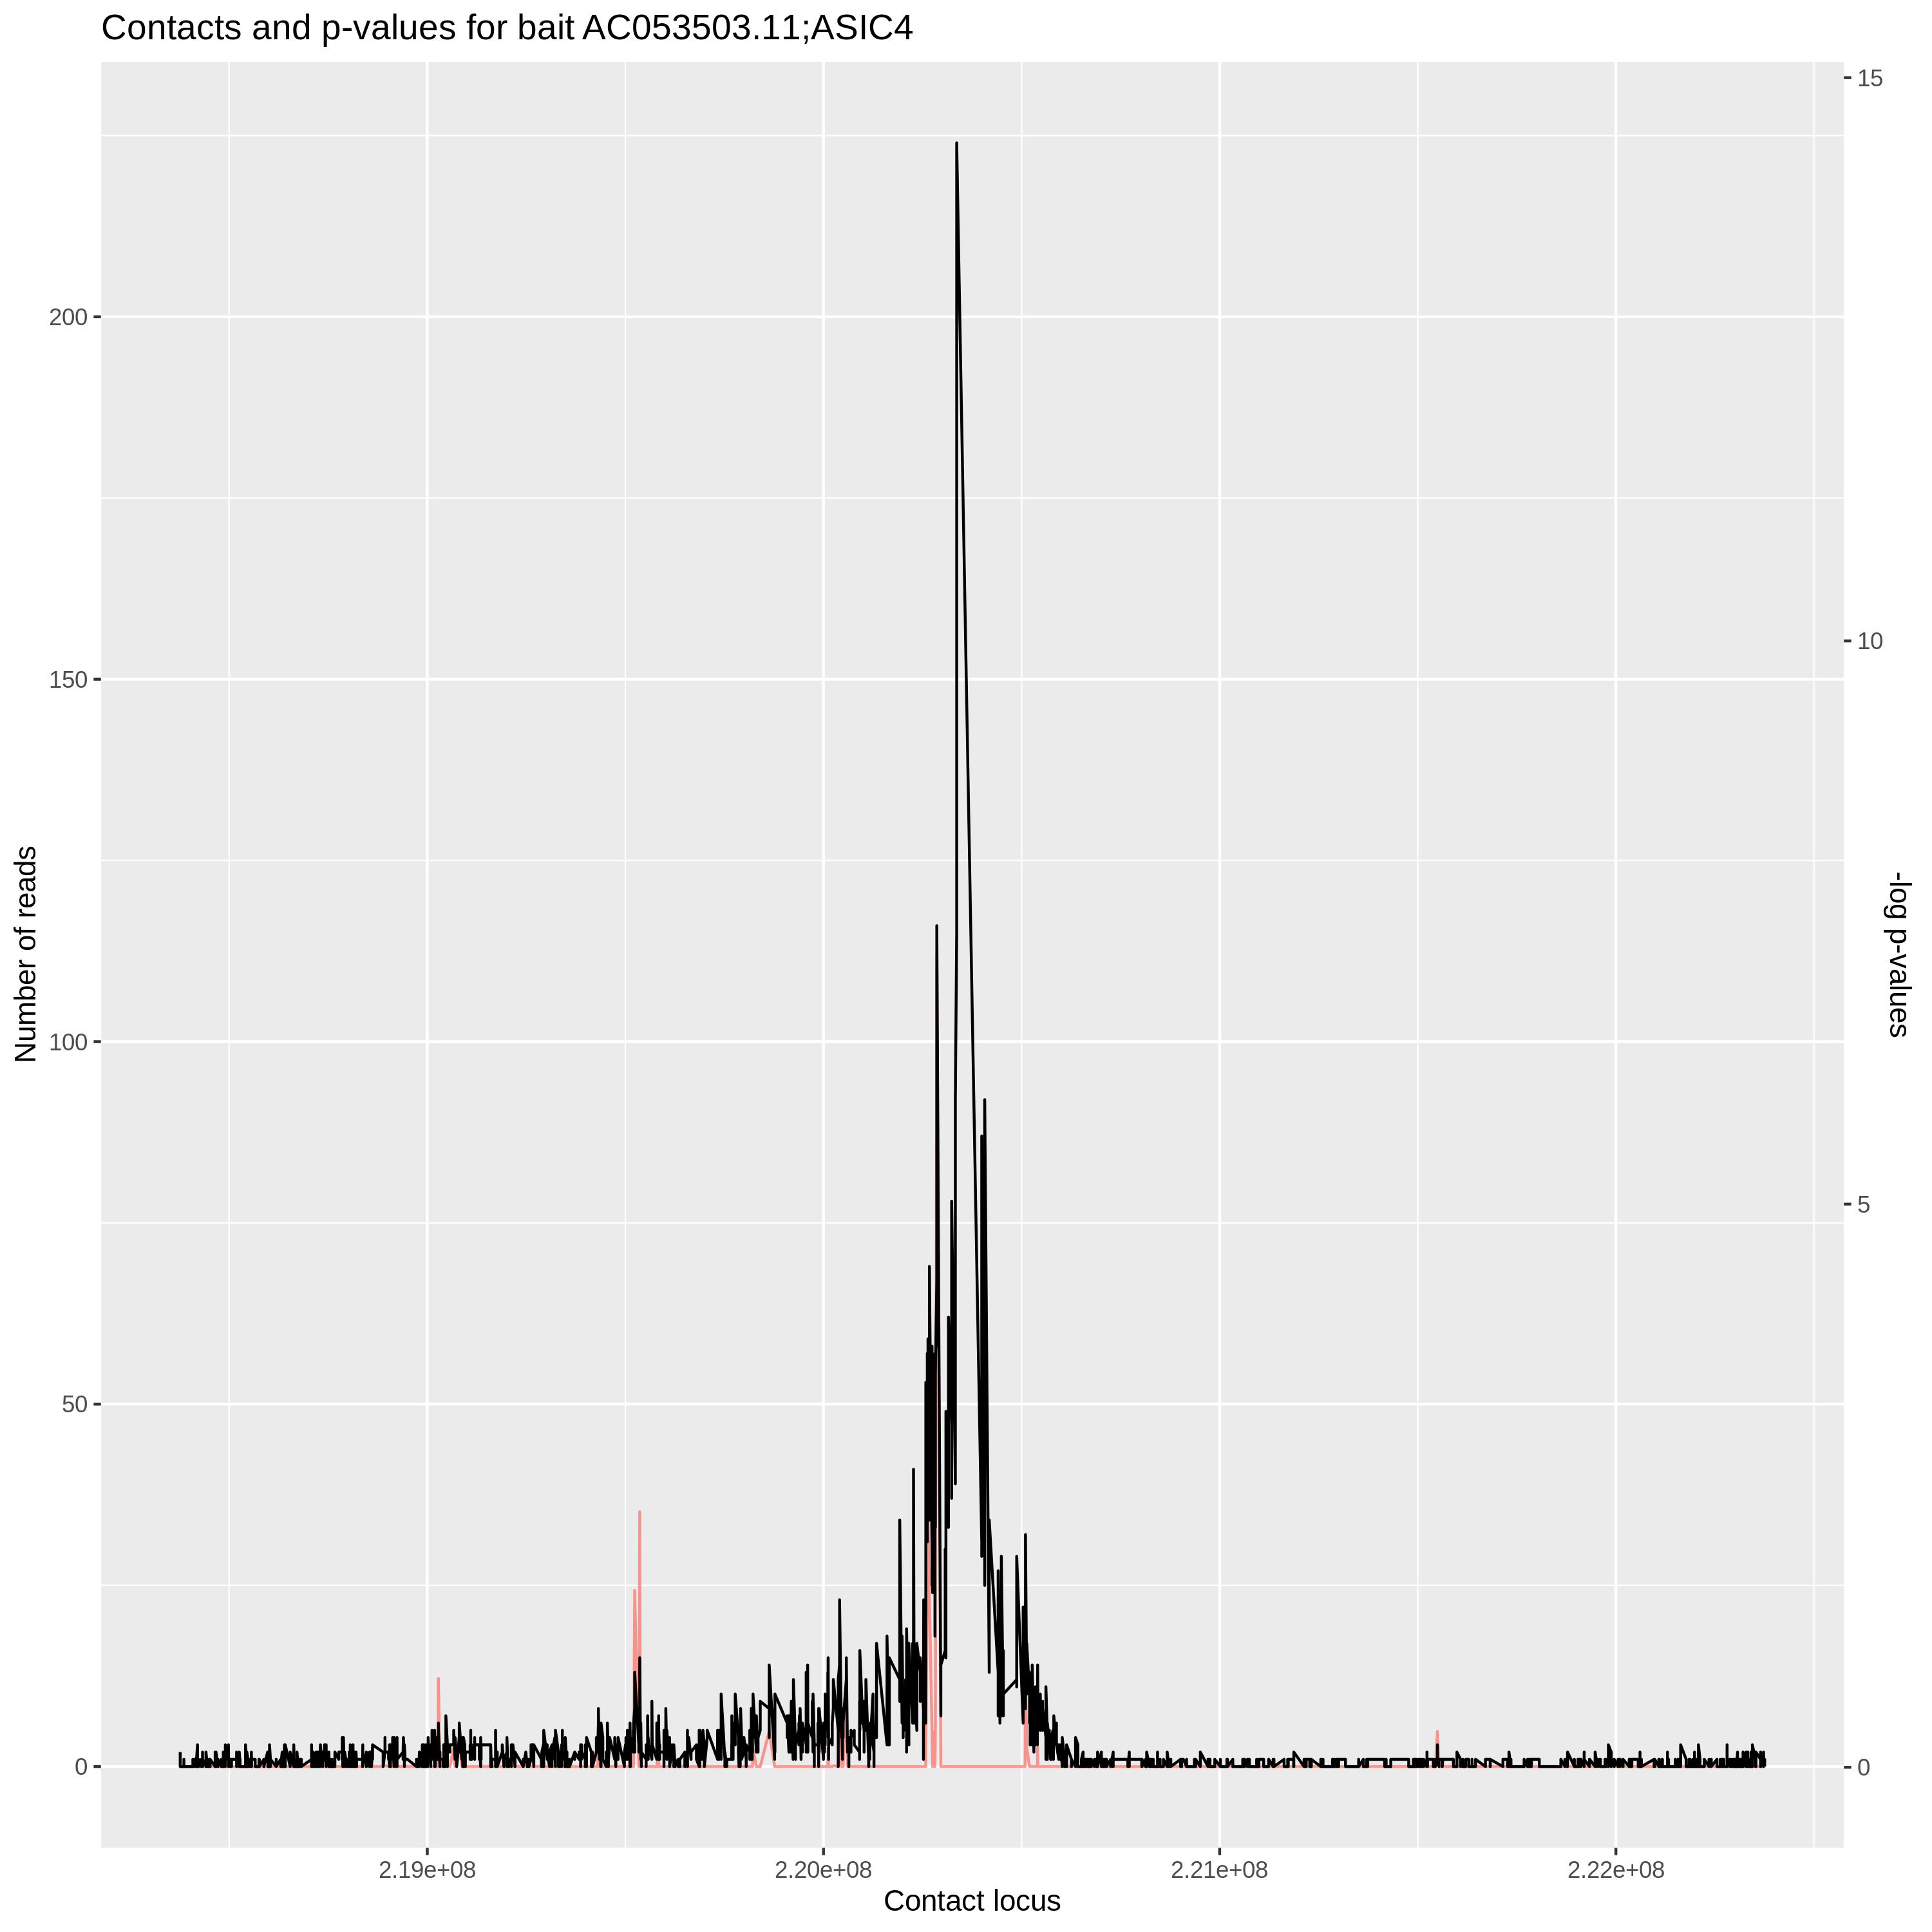 Contacts and p-values for bait AC053503.11;ASIC4
15
200
10
150
Number of reads
-log p-values
100
5
50
0
0
2.19e+08
2.20e+08
2.21e+08
2.22e+08
Contact locus